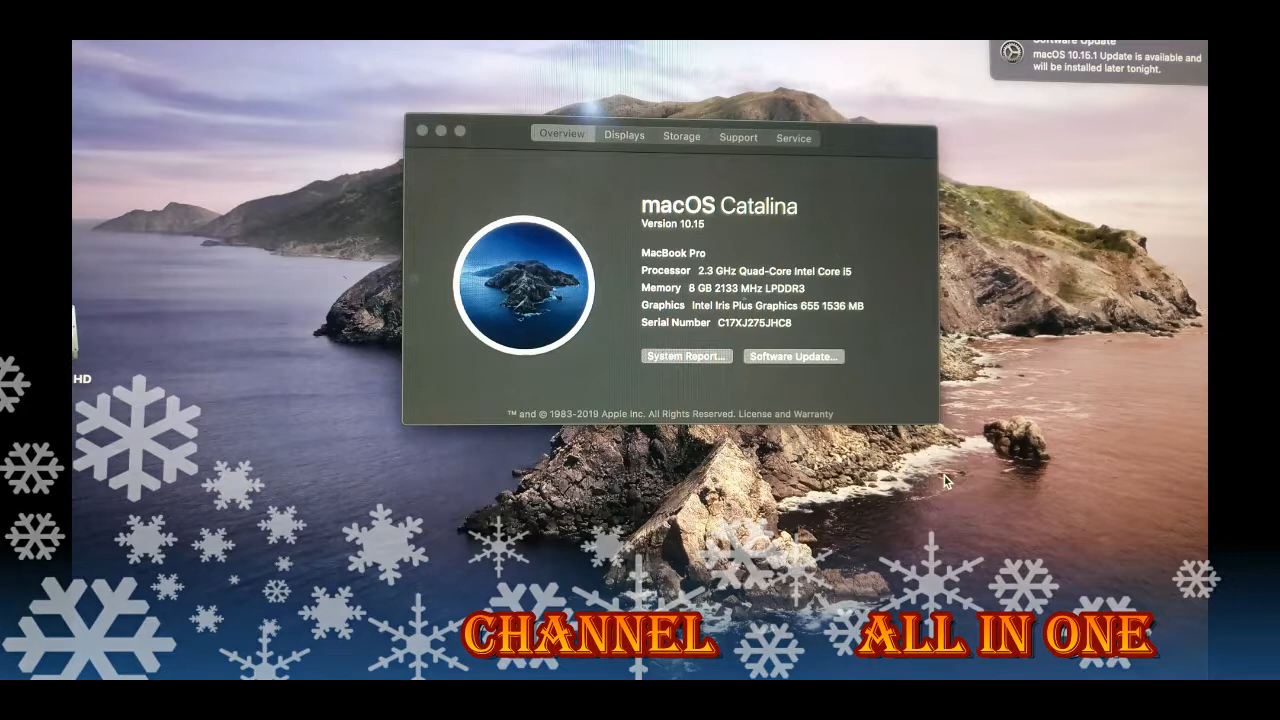 Software Update
macOS 10.15.1 Update is available and
will be installed later tonight.
Overview Displays Storage Support Service
macOS Catalina
Version 10.15
MacBook Pro
Processor 2.3 GHz Quad-Core Intel Core i5
Memory 8 GB 2133 MHz LPDDR3
Graphics Intel Iris Plus Graphics 655 1536 MB
Serial Number C17XJ275JHC8
System Report... Software Update...
™ and © 1983-2019 Apple Inc. All Rights Reserved. License and Warranty
HD
CHANNEL ALL IN ONE